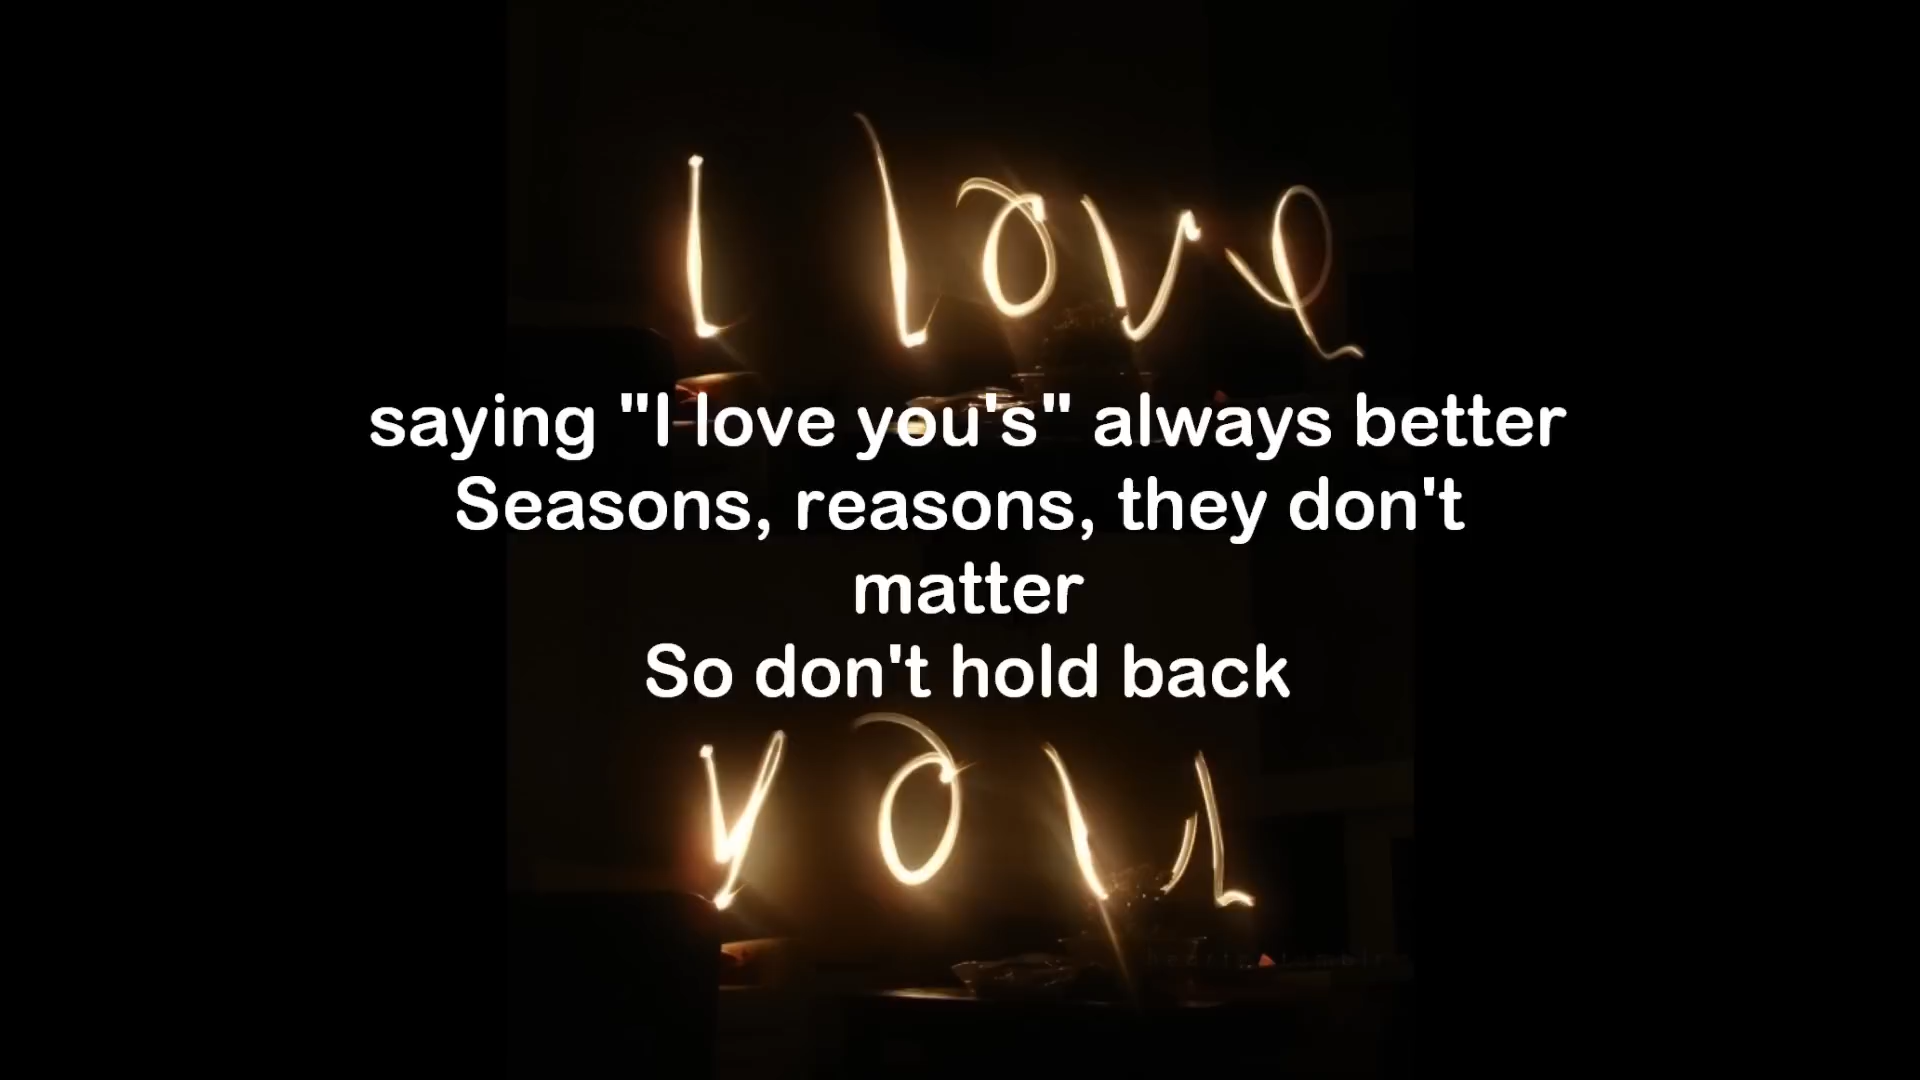 I love
saying "I love you's" always better
Seasons, reasons, they don't
matter
So don't hold back
you